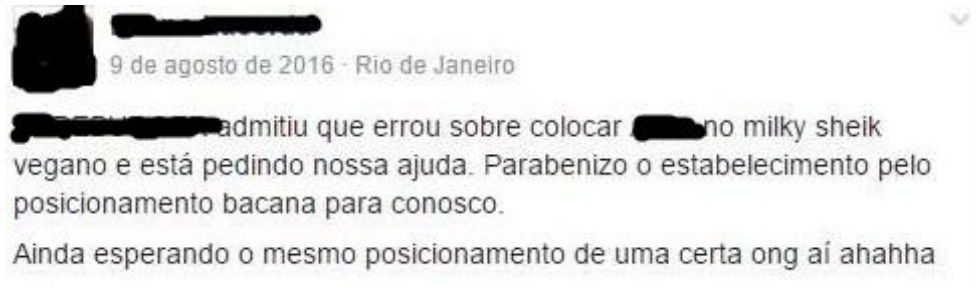 9 de agosto de 2016 · Rio de Janeiro
admitiu que errou sobre colocar no milky sheik
vegano e está pedindo nossa ajuda. Parabenizo o estabelecimento pelo
posicionamento bacana para conosco.
Ainda esperando o mesmo posicionamento de uma certa ong aí ahahha